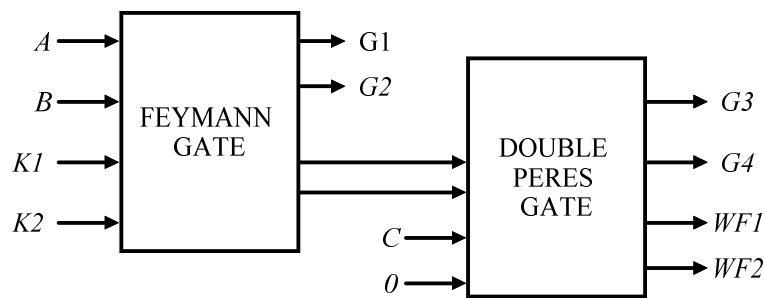 A
B
K1
K2
FEYMANN
GATE
G1
G2
C
0
DOUBLE
PERES
GATE
G3
G4
WF1
WF2